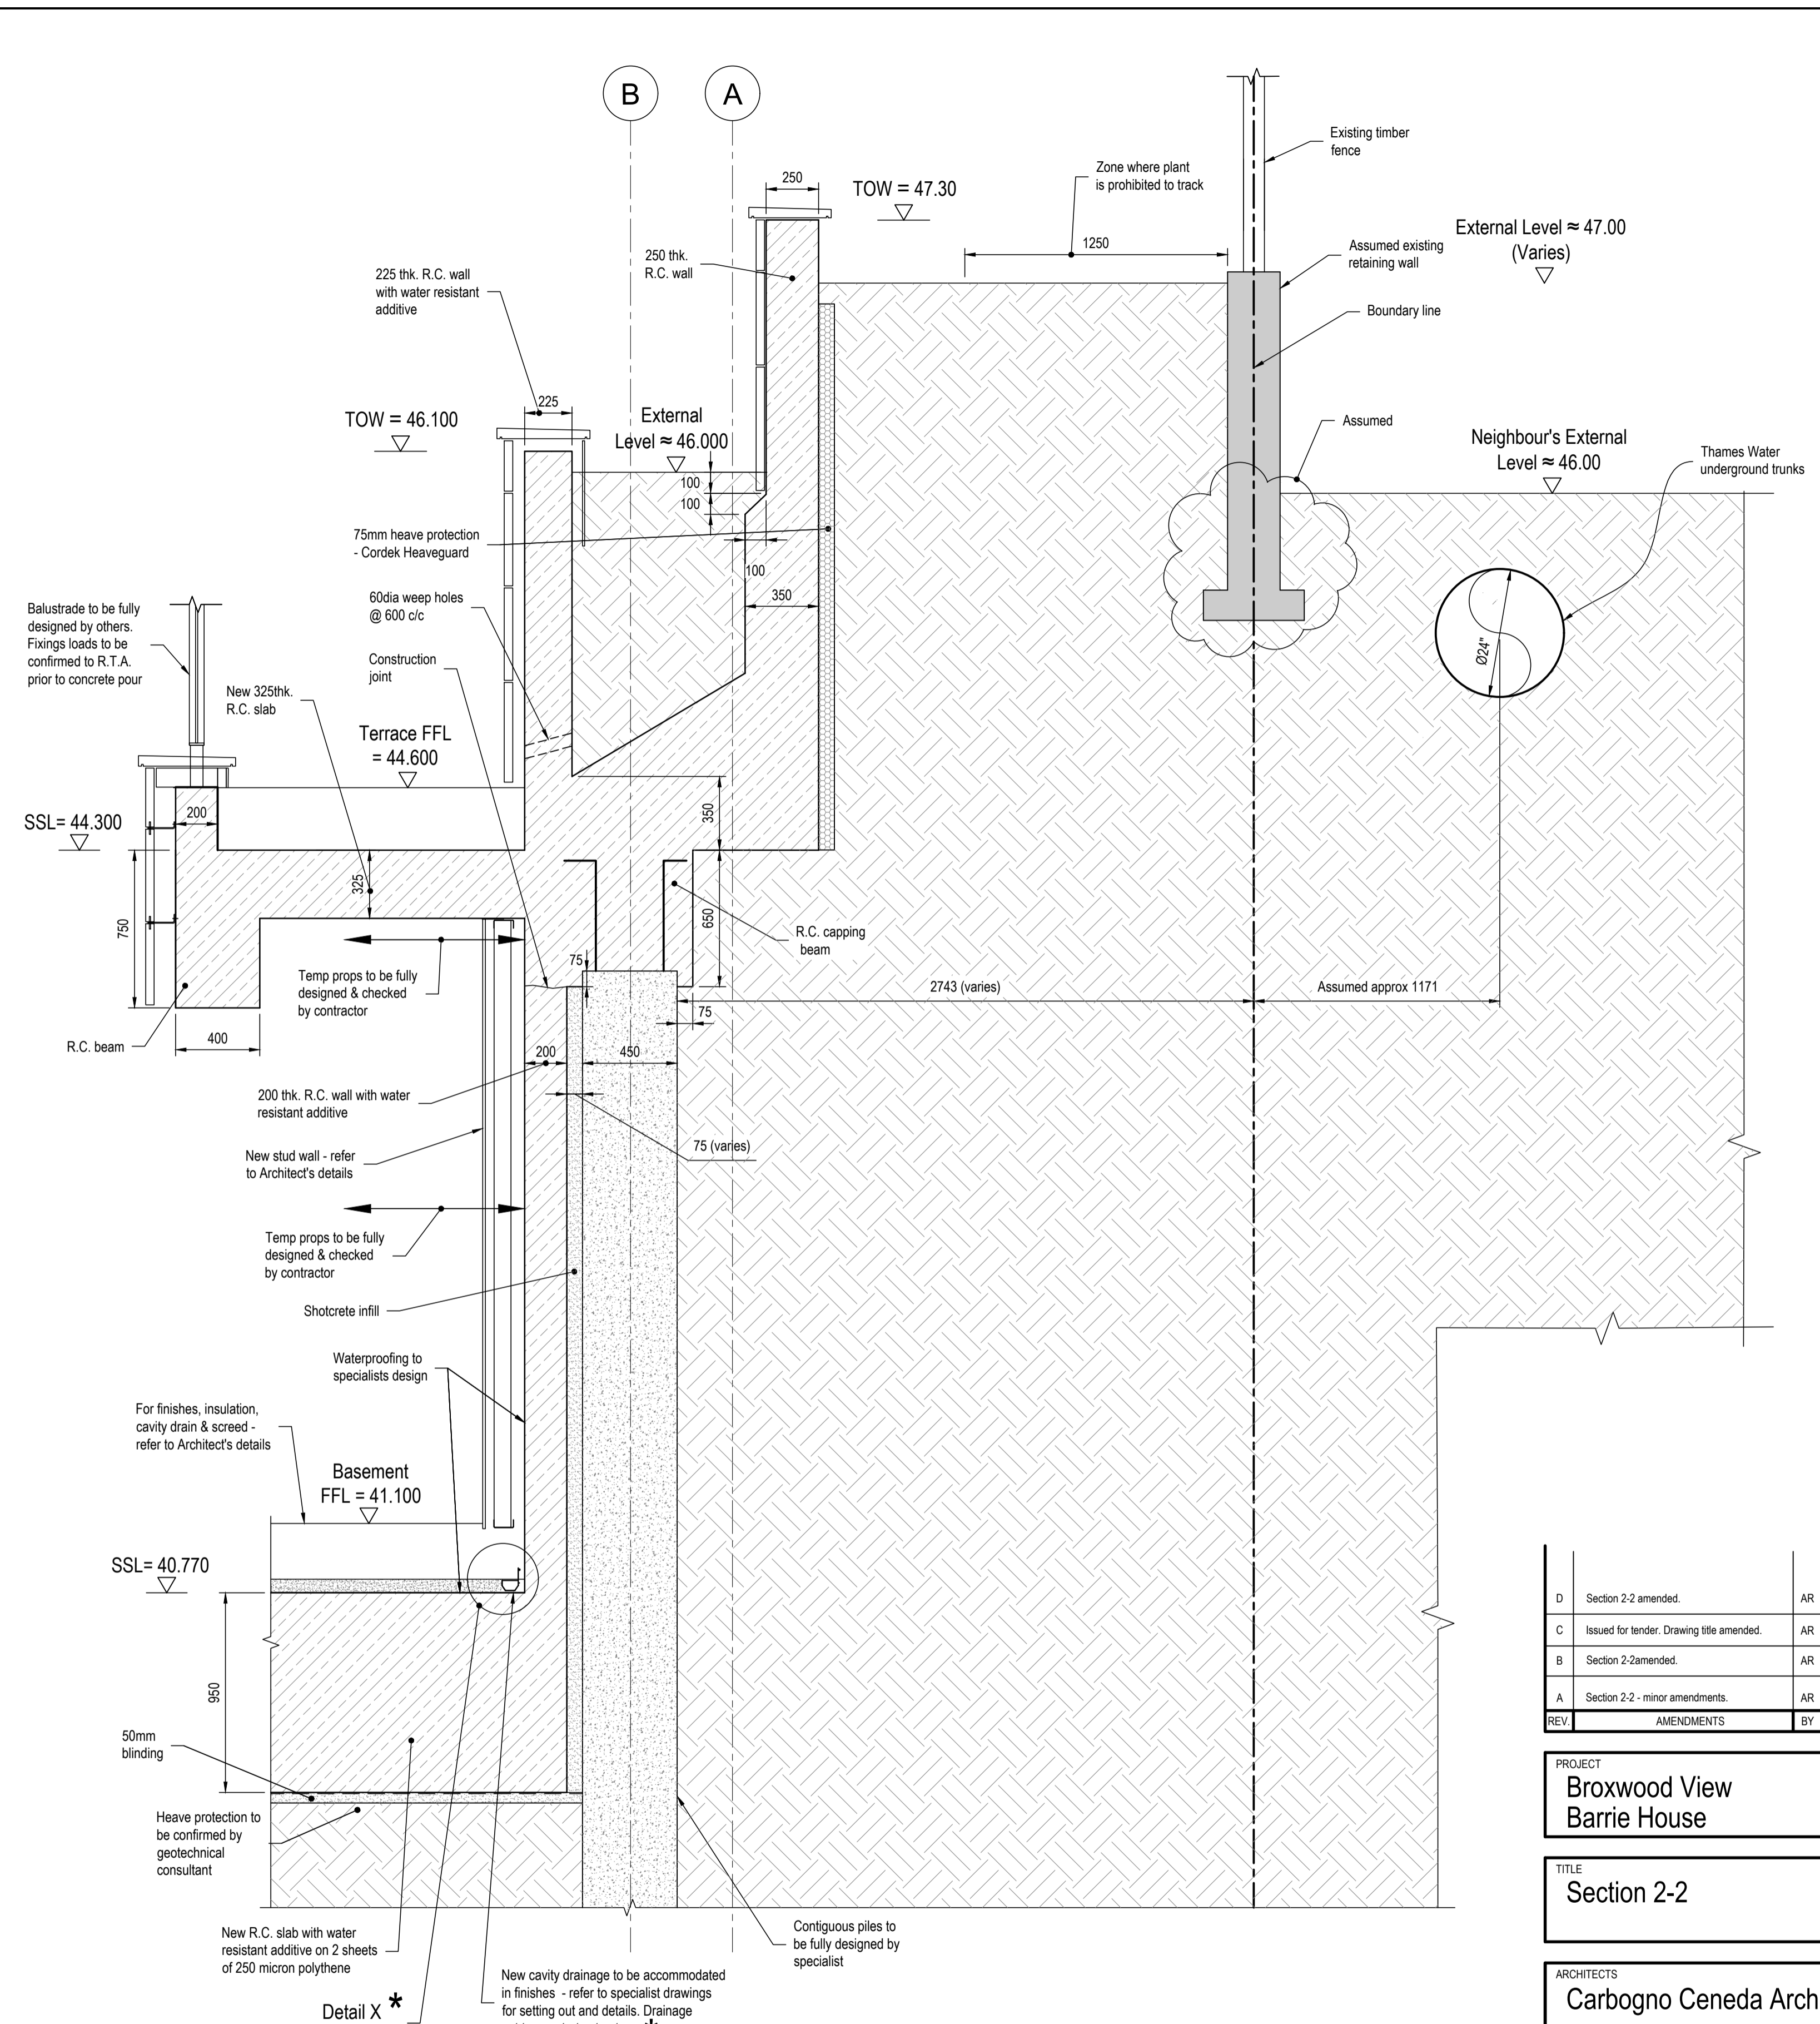 B
A
Existing timber
fence
Zone where plant
is prohibited to track
250
TOW = 47.30
External Level ≈ 47.00
(Varies)
1250
Assumed existing
retaining wall
250 thk.
R.C. wall
225 thk. R.C. wall
with water resistant
additive
Boundary line
225
TOW = 46.100
External
Level ≈ 46.000
Assumed
Neighbour's External
Level ≈ 46.00
Thames Water
underground trunks
100
100
75mm heave protection
- Cordek Heaveguard
100
350
60dia weep holes
@ 600 c/c
Balustrade to be fully
designed by others.
Fixings loads to be
confirmed to R.T.A.
prior to concrete pour
Construction
joint
Ø24"
New 325thk.
R.C. slab
Terrace FFL
= 44.600
SSL= 44.300
200
350
325
750
650
R.C. capping
beam
75
Temp props to be fully
designed & checked
by contractor
2743 (varies)
Assumed approx 1171
75
R.C. beam
400
200
450
200 thk. R.C. wall with water
resistant additive
75 (varies)
New stud wall - refer
to Architect's details
Temp props to be fully
designed & checked
by contractor
Shotcrete infill
Waterproofing to
specialists design
For finishes, insulation,
cavity drain & screed -
refer to Architect's details
Basement
FFL = 41.100
SSL= 40.770
950
50mm
blinding
Heave protection to
be confirmed by
geotechnical
consultant
New R.C. slab with water
resistant additive on 2 sheets
of 250 micron polythene
Contiguous piles to
be fully designed by
specialist
Detail X *
New cavity drainage to be accommodated
in finishes - refer to specialist drawings
for setting out and details. Drainage
D Section 2-2 amended. AR
C Issued for tender. Drawing title amended. AR
B Section 2-2amended. AR
A Section 2-2 - minor amendments. AR
REV. AMENDMENTS BY
PROJECT
Broxwood View
Barrie House
TITLE
Section 2-2
ARCHITECTS
Carbogno Ceneda Arch